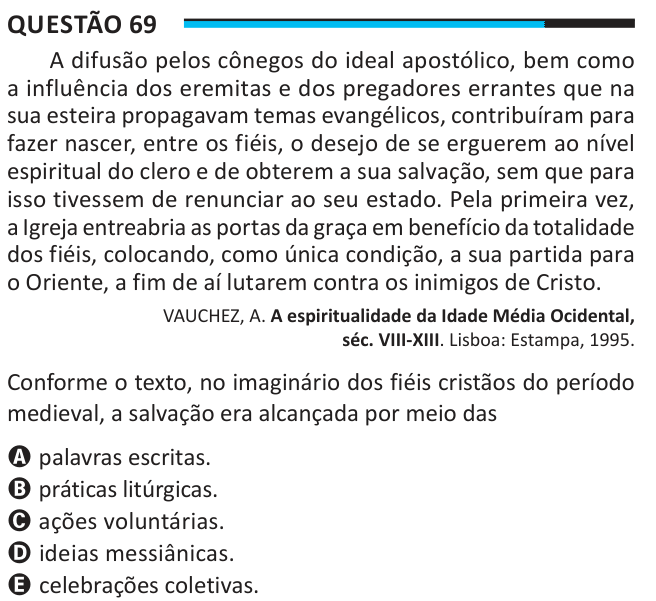 QUESTÃO 69
A difusão pelos cônegos do ideal apostólico, bem como
a influência dos eremitas e dos pregadores errantes que na
sua esteira propagavam temas evangélicos, contribuíram para
fazer nascer, entre os fiéis, o desejo de se erguerem ao nível
espiritual do clero e de obterem a sua salvação, sem que para
isso tivessem de renunciar ao seu estado. Pela primeira vez,
a Igreja entreabria as portas da graça em benefício da totalidade
dos fiéis, colocando, como única condição, a sua partida para
o Oriente, a fim de aí lutarem contra os inimigos de Cristo.
VAUCHEZ, A. A espiritualidade da Idade Média Ocidental,
séc. VIII-XIII. Lisboa: Estampa, 1995.
Conforme o texto, no imaginário dos fiéis cristãos do período
medieval, a salvação era alcançada por meio das
A palavras escritas.
B práticas litúrgicas.
C ações voluntárias.
D ideias messiânicas.
E celebrações coletivas.